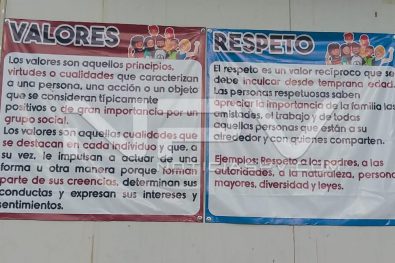 VALORES
Los valores son aquellos principios,
virtudes o cualidades que caracterizan
a una persona, una acción o un objeto
que se consideran típicamente
positivos o de gran importancia por un
grupo social.
Los valores son aquellas cualidades que
se destacan en cada individuo y que, a
su vez, le impulsan a actuar de una
forma u otra manera porque forman
parte de sus creencias, determinan sus
conductas y expresan sus intereses y
sentimientos.
RESPETO
El respeto es un valor recíproco que se
debe inculcar desde temprana edad.
Las personas respetuosas saben
apreciar la importancia de la familia las
amistades, el trabajo y de todas
aquellas personas que están a su
alrededor y con quienes comparten.
Ejemplos: Respeto a los padres, a las
autoridades, a la naturaleza, persona
mayores, diversidad y leyes.